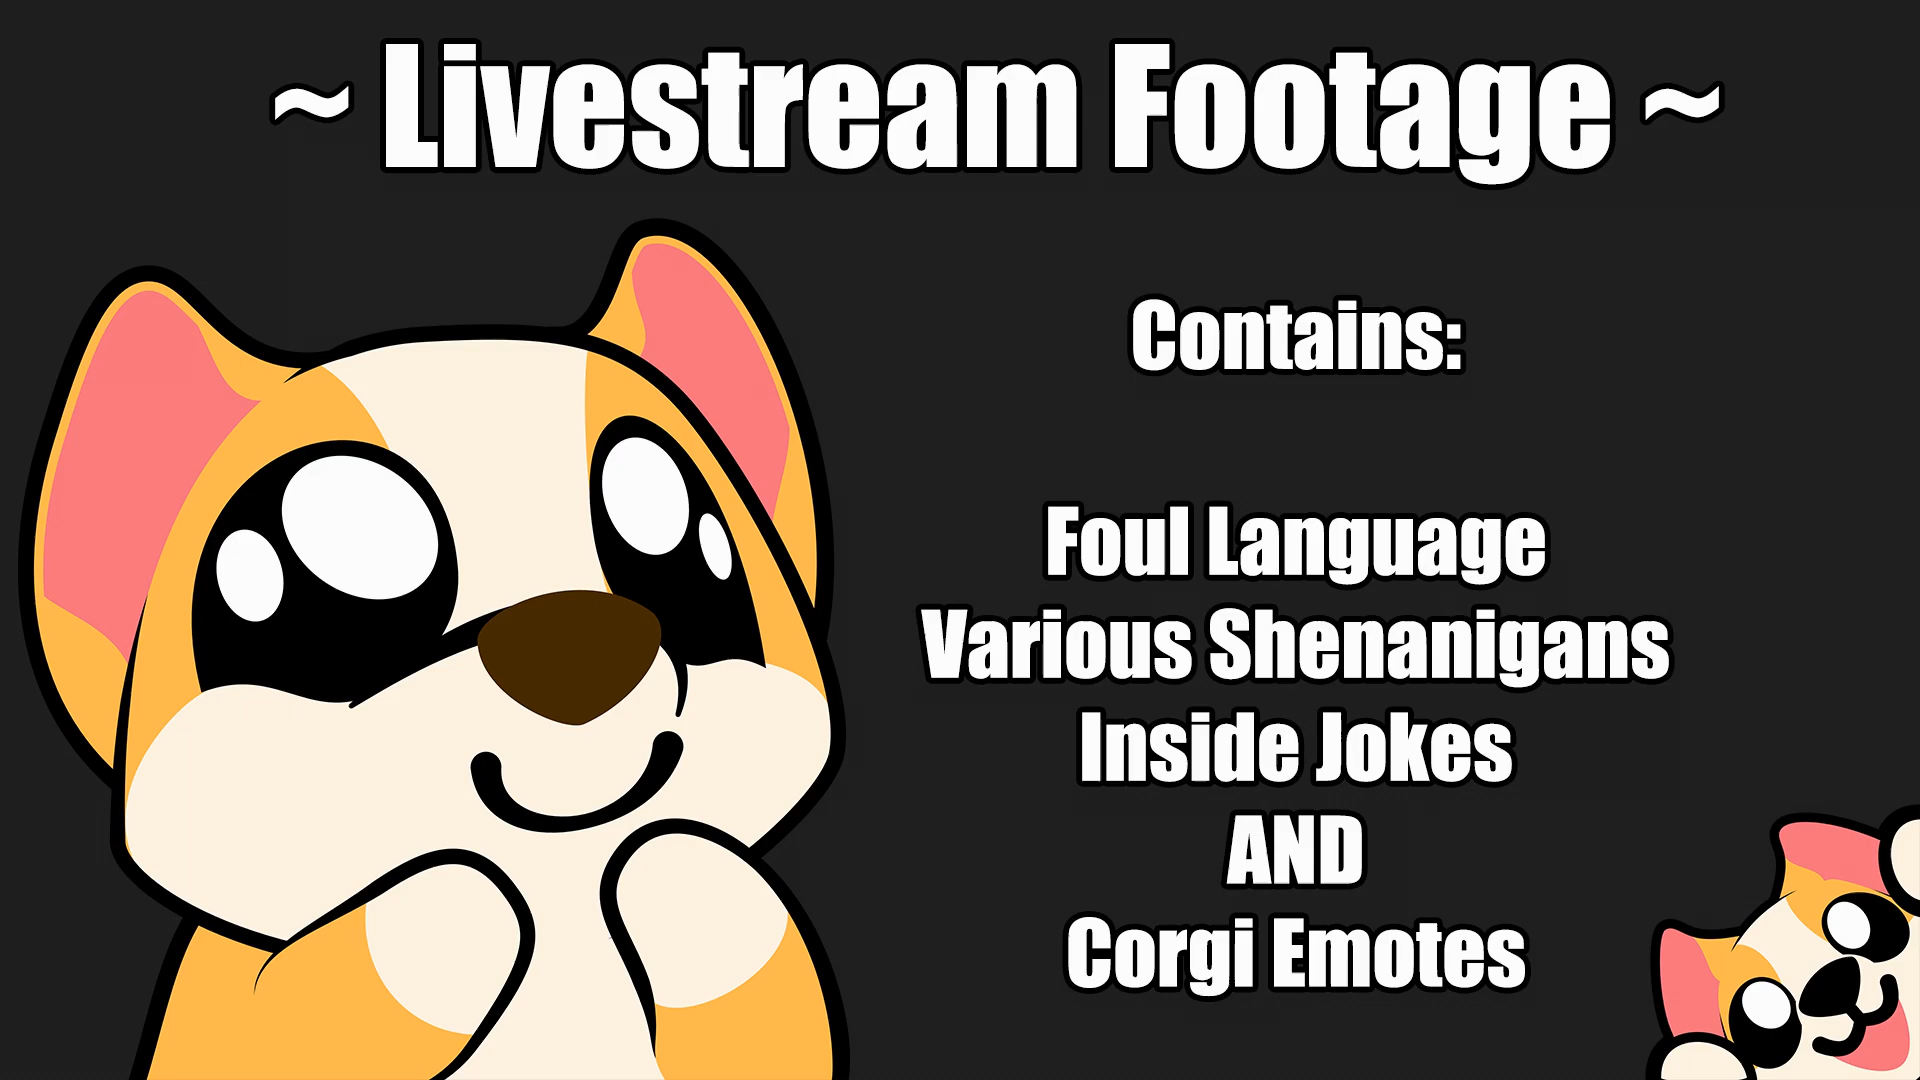 ~ Livestream Footage ~
Contains:
Foul Language
Various Shenanigans
Inside Jokes
AND
Corgi Emotes